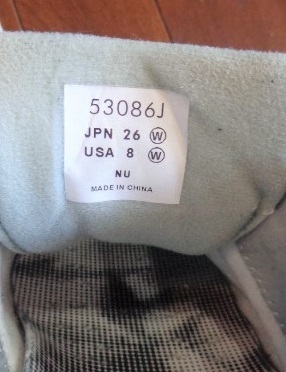 53086J
JPN 26 Ⓦ
USA 8 Ⓦ
NU
MADE IN CHINA